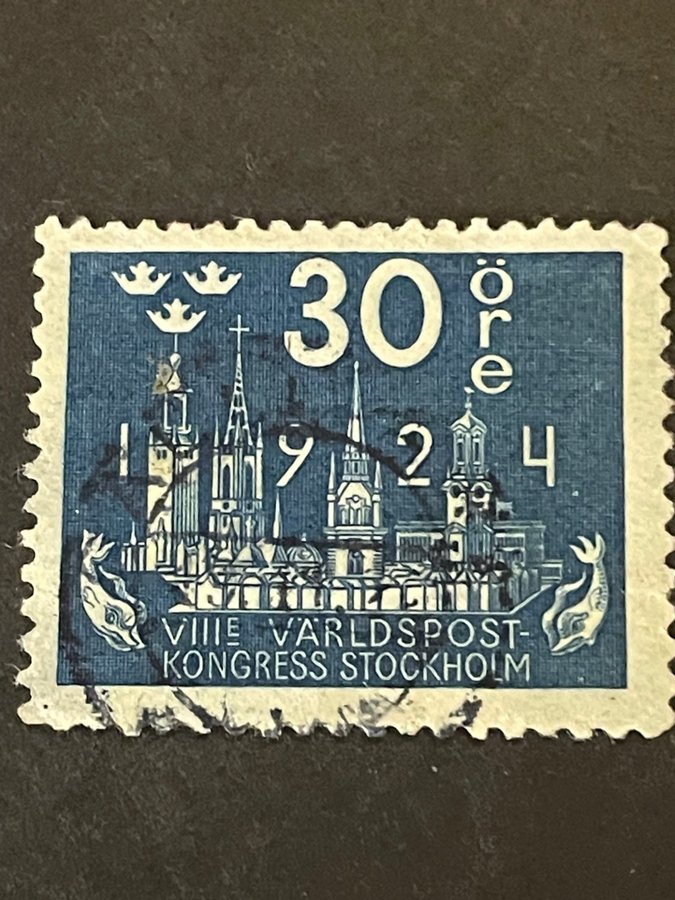 30 öre
1924
VIIIE VÄRLDSPOST-
KONGRESS STOCKHOLM